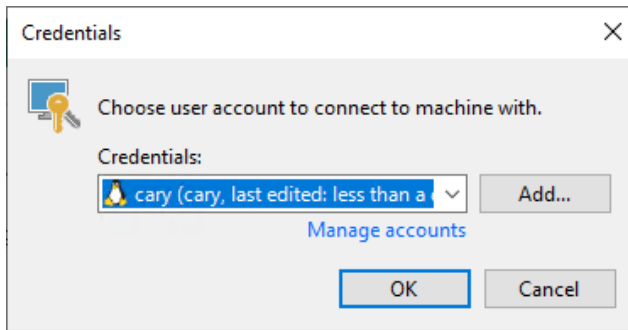 Credentials
Choose user account to connect to machine with.
Credentials:
cary (cary, last edited: less than a
Add...
Manage accounts
OK
Cancel